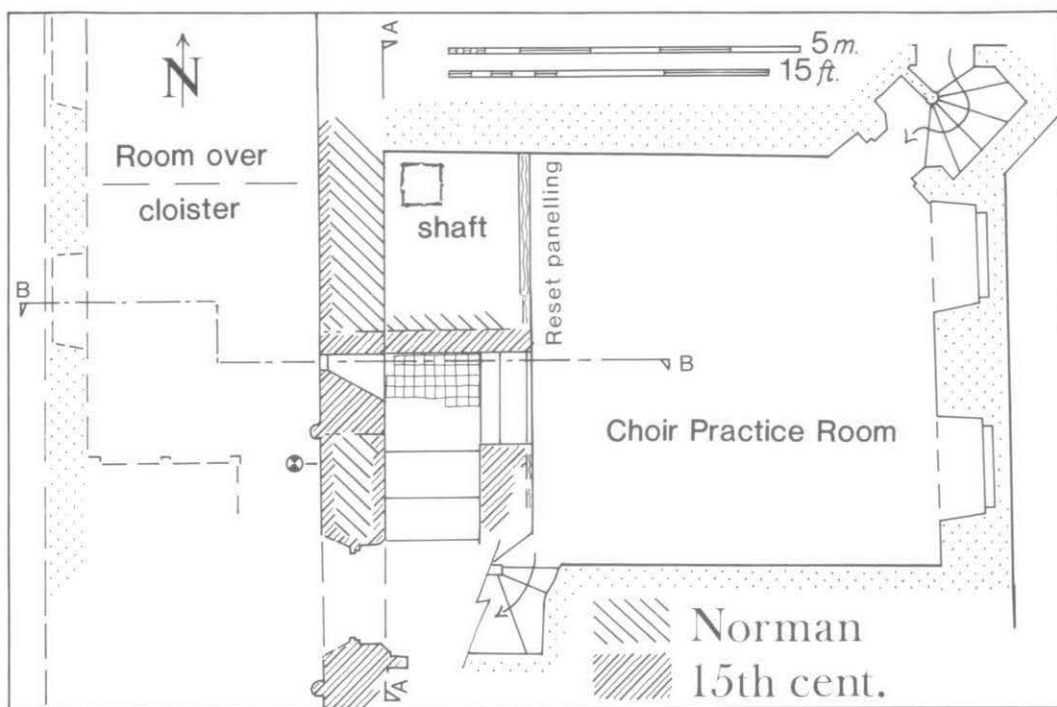 A
5 m.
15 ft.
N
Room over
cloister
shaft
Reset panelling
B
B
Choir Practice Room
Norman
15th cent.
A